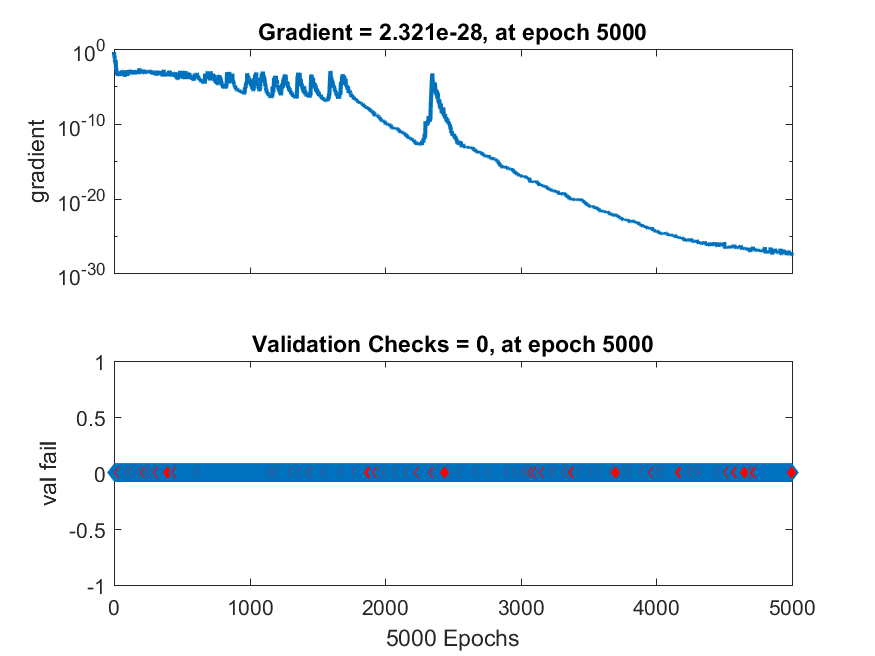 Gradient = 2.321e-28, at epoch 5000
10^0
10^-10
10^-20
10^-30
gradient
Validation Checks = 0, at epoch 5000
1
0.5
0
-0.5
-1
val fail
0 1000 2000 3000 4000 5000
5000 Epochs